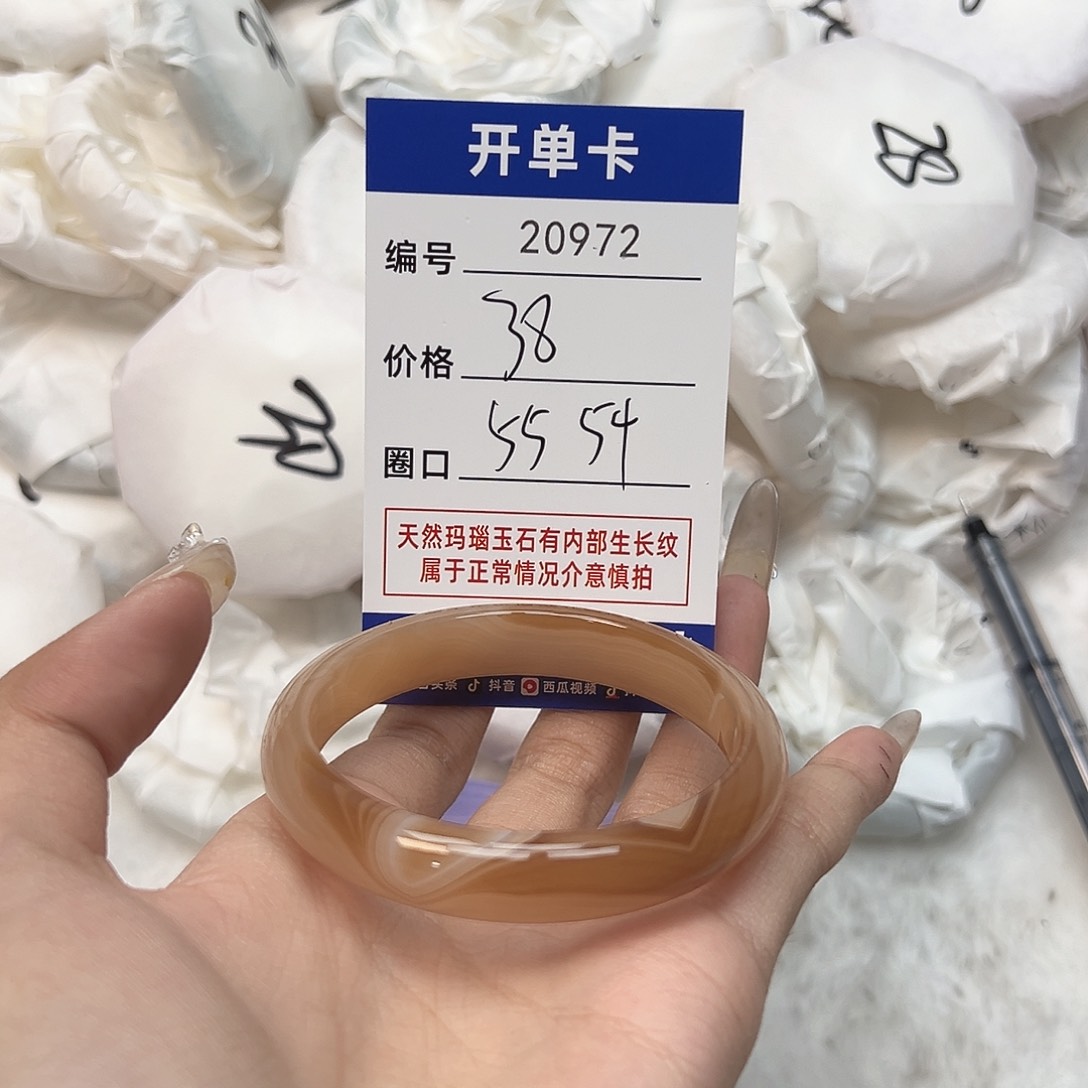 开单卡
编号 20972
价格 38
圈口 55 54
天然玛瑙玉石有内部生长纹
属于正常情况介意慎拍
抖音 西瓜视频
28